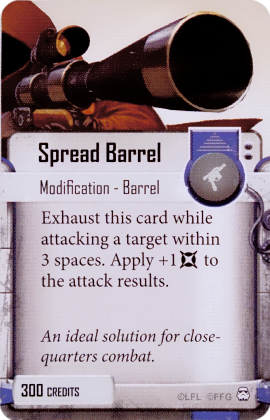 Spread Barrel
Modification - Barrel
Exhaust this card while
attacking a target within
3 spaces. Apply +1 to
the attack results.
An ideal solution for close-
quarters combat.
300 CREDITS
©LFL ©FFG